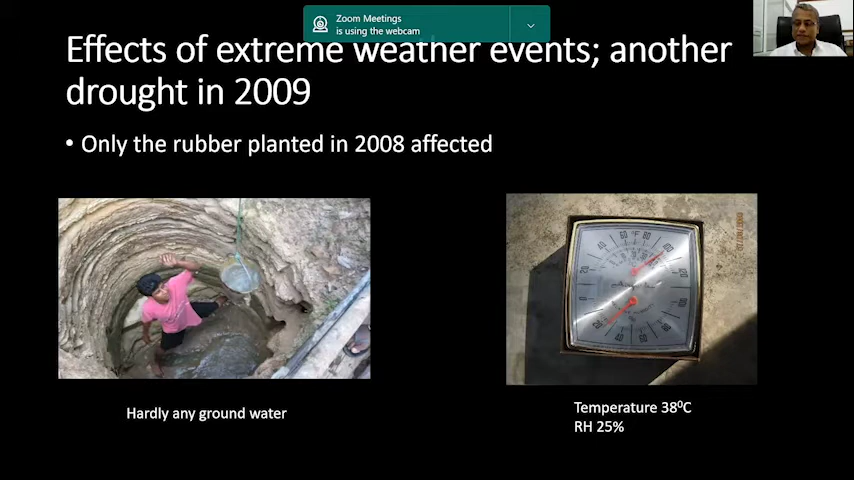 Zoom Meetings
is using the webcam
Effects of extreme weather events; another
drought in 2009
• Only the rubber planted in 2008 affected
Hardly any ground water
Temperature 38⁰C
RH 25%